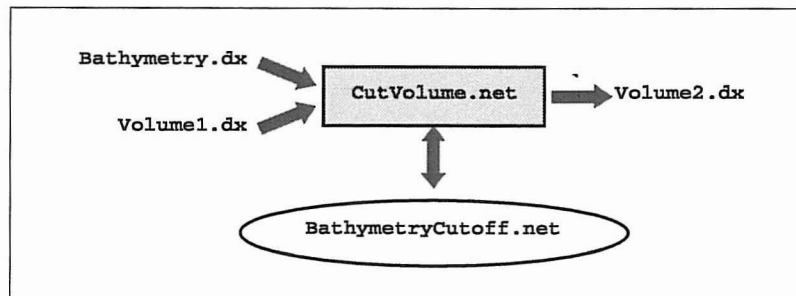 Bathymetry.dx
CutVolume.net
Volume2.dx
Volume1.dx
BathymetryCutoff.net